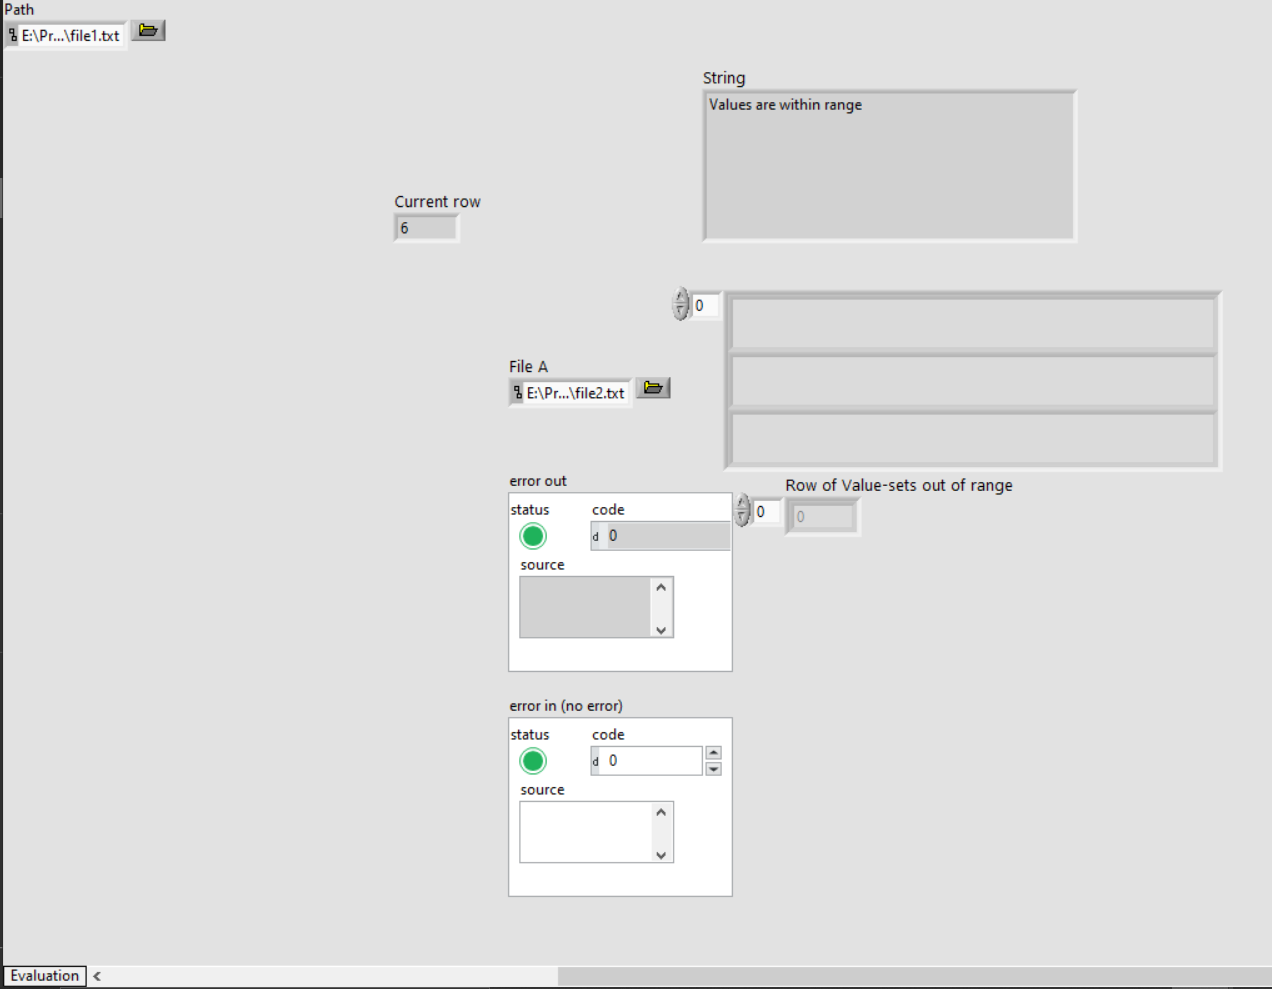 Path
E:\Pr...\file1.txt
String
Values are within range
Current row
6
0
File A
E:\Pr...\file2.txt
error out
status code
d 0
source
Row of Value-sets out of range
0 0
error in (no error)
status code
d 0
source
Evaluation